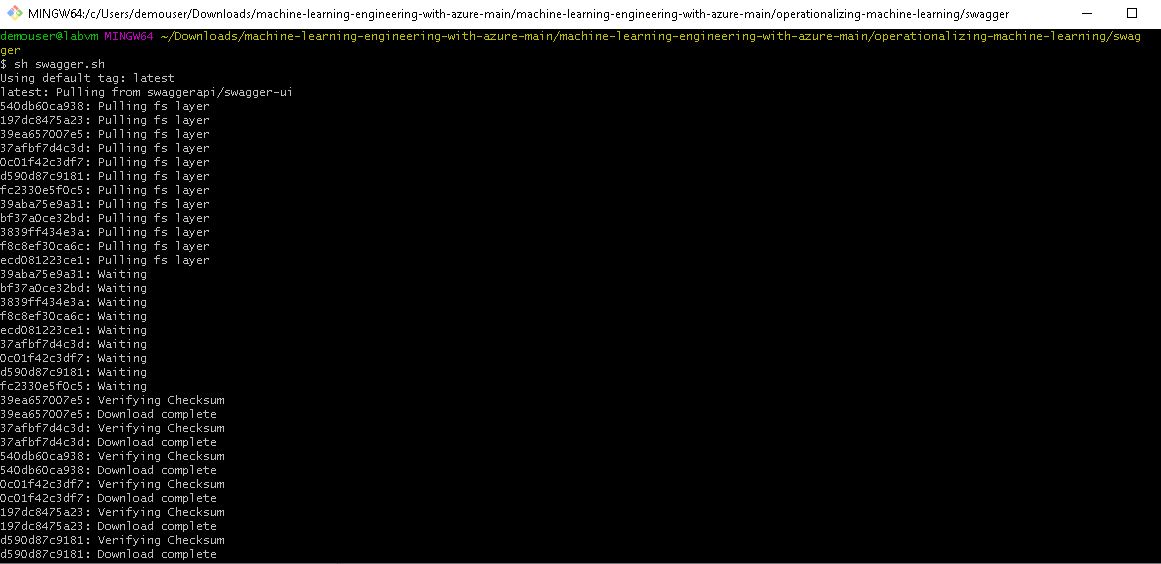 MINGW64:/c/Users/demouser/Downloads/machine-learning-engineering-with-azure-main/machine-learning-engineering-with-azure-main/operationalizing-machine-learning/swagger
demouser@labvm MINGW64 ~/Downloads/machine-learning-engineering-with-azure-main/machine-learning-engineering-with-azure-main/operationalizing-machine-learning/swag
ger
$ sh swagger.sh
Using default tag: latest
latest: Pulling from swaggerapi/swagger-ui
540db60ca938: Pulling fs layer
197dc8475a23: Pulling fs layer
39ea657007e5: Pulling fs layer
37afbf7d4c3d: Pulling fs layer
0c01f42c3df7: Pulling fs layer
d590d87c9181: Pulling fs layer
fc2330e5f0c5: Pulling fs layer
39aba75e9a31: Pulling fs layer
bf37a0ce32bd: Pulling fs layer
3839ff434e3a: Pulling fs layer
f8c8ef30ca6c: Pulling fs layer
ecd081223ce1: Pulling fs layer
39aba75e9a31: Waiting
bf37a0ce32bd: Waiting
3839ff434e3a: Waiting
f8c8ef30ca6c: Waiting
ecd081223ce1: Waiting
37afbf7d4c3d: Waiting
0c01f42c3df7: Waiting
d590d87c9181: Waiting
fc2330e5f0c5: Waiting
39ea657007e5: Verifying Checksum
39ea657007e5: Download complete
37afbf7d4c3d: Verifying Checksum
37afbf7d4c3d: Download complete
540db60ca938: Verifying Checksum
540db60ca938: Download complete
0c01f42c3df7: Verifying Checksum
0c01f42c3df7: Download complete
197dc8475a23: Verifying Checksum
197dc8475a23: Download complete
d590d87c9181: Verifying Checksum
d590d87c9181: Download complete